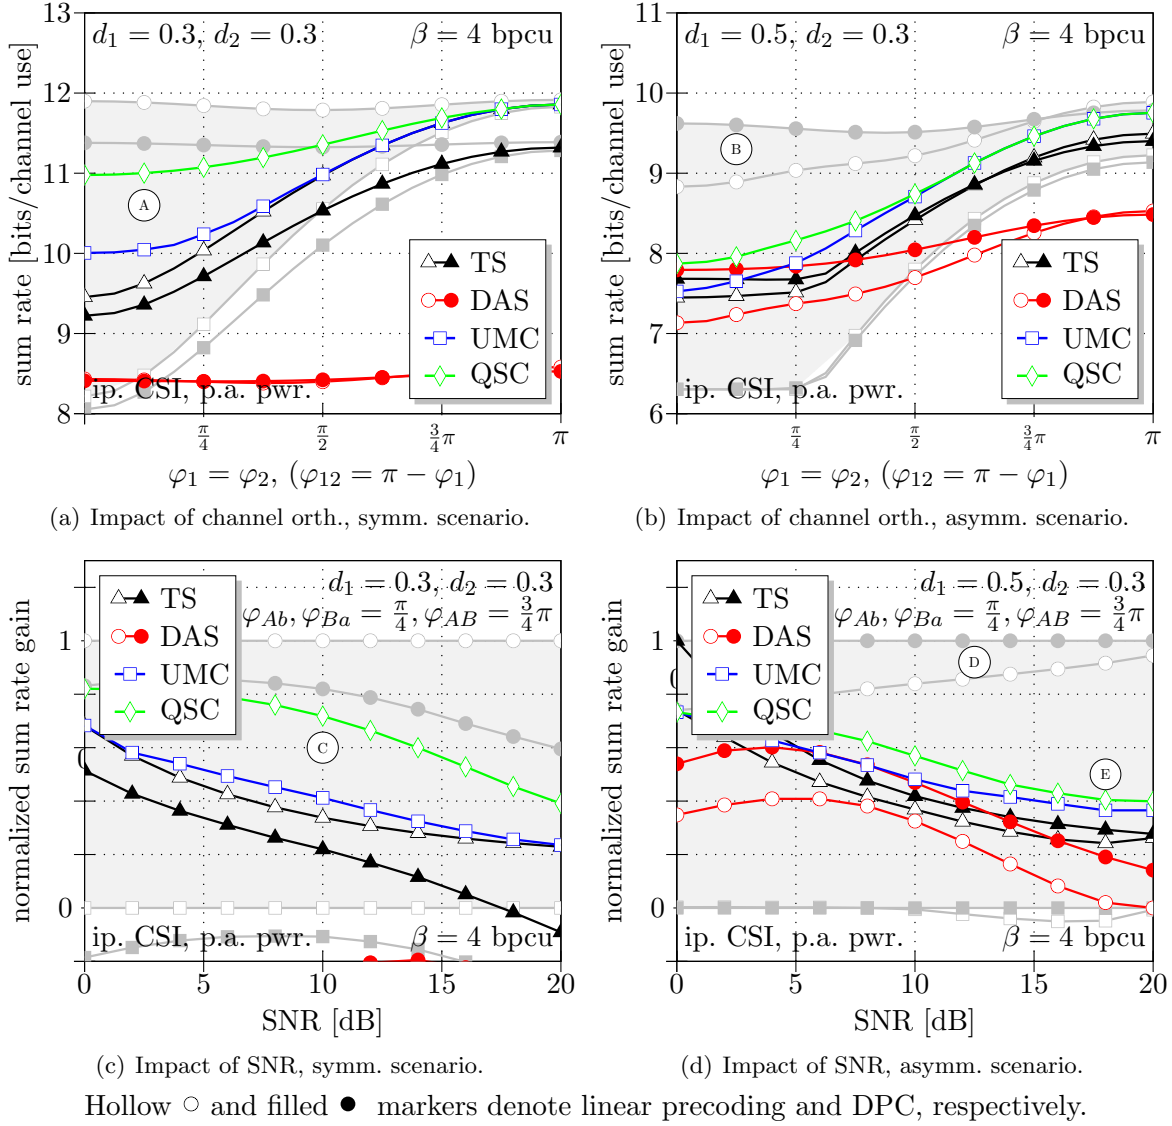 13
12
11
10
9
8
sum rate [bits/channel use]
d₁ = 0.3, d₂ = 0.3
β = 4 bpcu
A
TS
DAS
UMC
QSC
ip. CSI, p.a. pwr.
π/4
π/2
3/4π
π
φ₁ = φ₂, (φ₁₂ = π − φ₁)
(a) Impact of channel orth., symm. scenario.
11
10
9
8
7
6
sum rate [bits/channel use]
d₁ = 0.5, d₂ = 0.3
β = 4 bpcu
B
TS
DAS
UMC
QSC
ip. CSI, p.a. pwr.
π/4
π/2
3/4π
π
φ₁ = φ₂, (φ₁₂ = π − φ₁)
(b) Impact of channel orth., asymm. scenario.
1
0
normalized sum rate gain
TS
DAS
UMC
QSC
d₁ = 0.3, d₂ = 0.3
φ_Ab, φ_Ba = π/4, φ_AB = 3/4π
C
ip. CSI, p.a. pwr.
β = 4 bpcu
0
5
10
15
20
SNR [dB]
(c) Impact of SNR, symm. scenario.
1
0
normalized sum rate gain
TS
DAS
UMC
QSC
d₁ = 0.5, d₂ = 0.3
φ_Ab, φ_Ba = π/4, φ_AB = 3/4π
D
E
ip. CSI, p.a. pwr.
β = 4 bpcu
0
5
10
15
20
SNR [dB]
(d) Impact of SNR, asymm. scenario.
Hollow ○ and filled ● markers denote linear precoding and DPC, respectively.